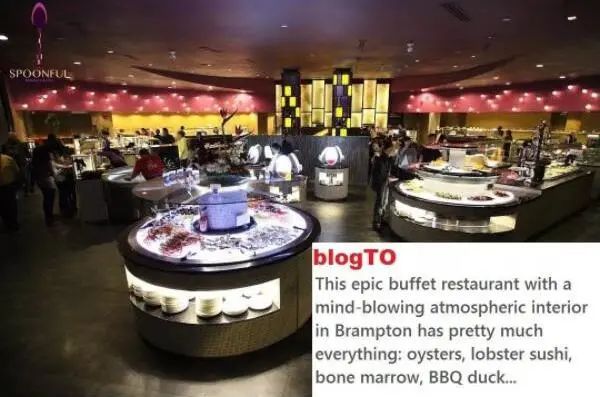 SPOONFUL
blogTO
This epic buffet restaurant with a
mind-blowing atmospheric interior
in Brampton has pretty much
everything: oysters, lobster sushi,
bone marrow, BBQ duck...